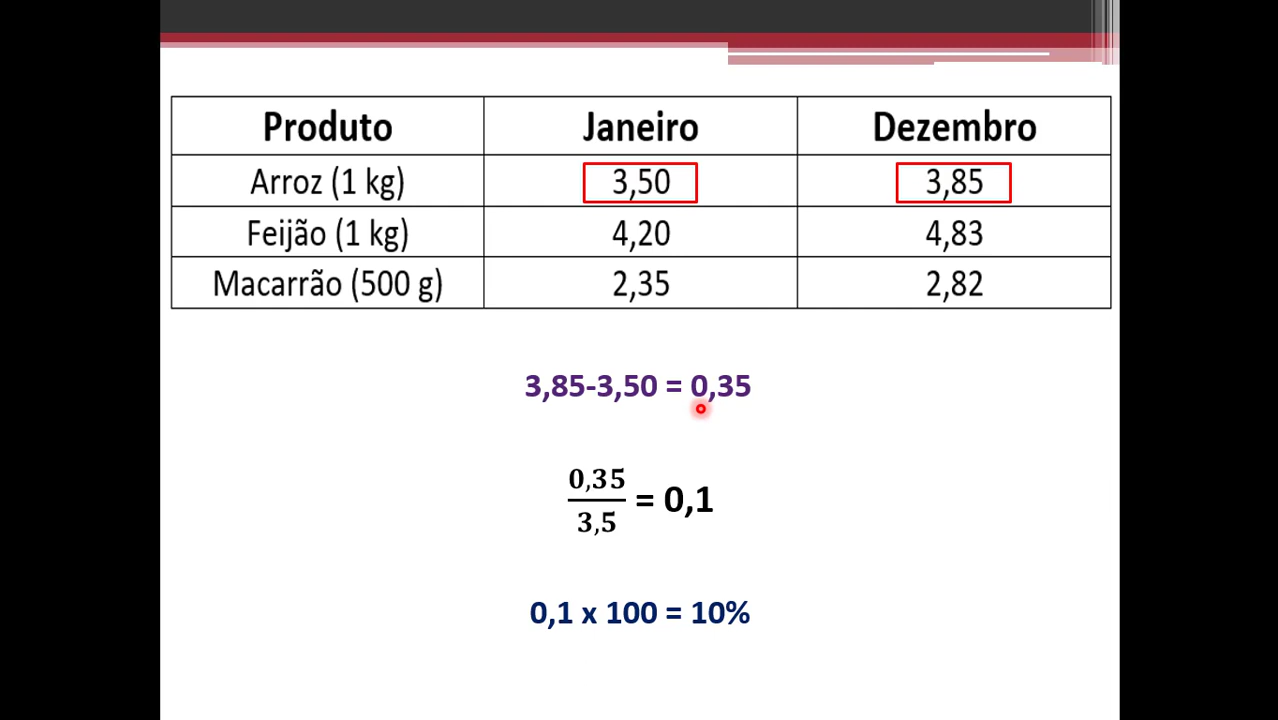 Produto Janeiro Dezembro
Arroz (1 kg) 3,50 3,85
Feijão (1 kg) 4,20 4,83
Macarrão (500 g) 2,35 2,82
3,85-3,50 = 0,35
0,35
3,5
= 0,1
0,1 x 100 = 10%